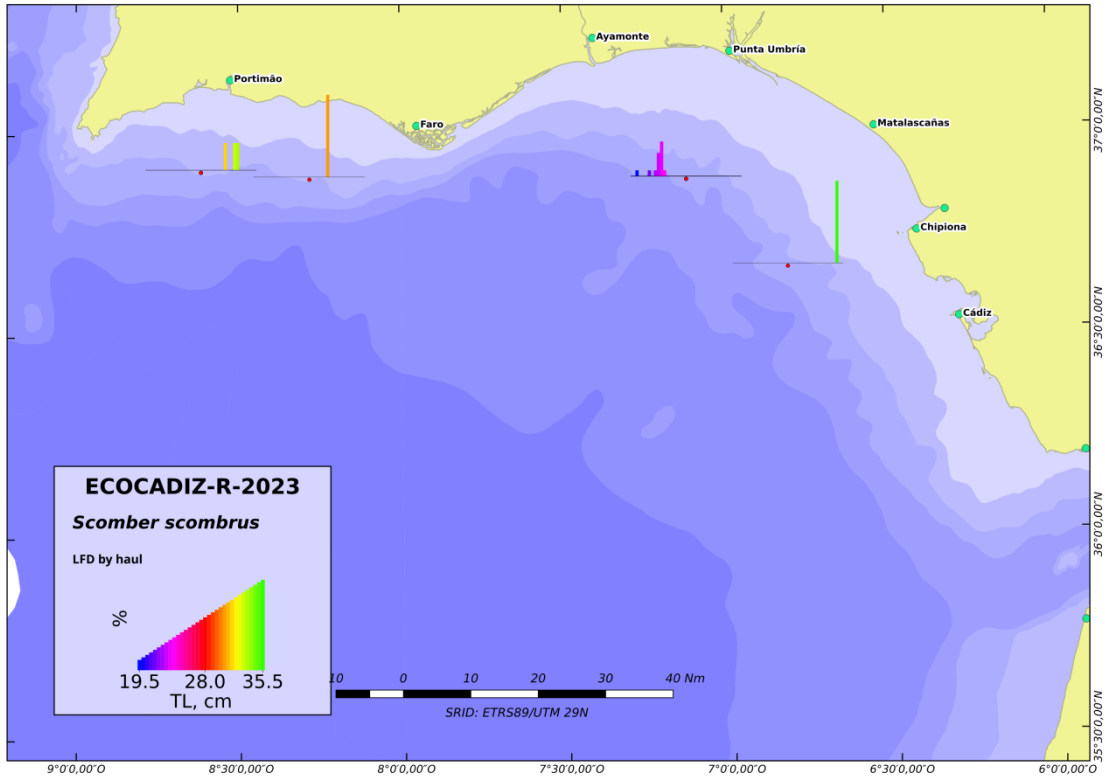 Ayamonte
Punta Umbría
Portimão
Faro
Matalascañas
Chipiona
Cádiz
37°0'0,00"N
36°30'0,00"N
36°0'0,00"N
35°30'0,00"N
ECOCADIZ-R-2023
Scomber scombrus
LFD by haul
%
19.5 28.0 35.5
TL, cm
10 0 10 20 30 40 Nm
SRID: ETRS89/UTM 29N
9°0'0,00"O 8°30'0,00"O 8°0'0,00"O 7°30'0,00"O 7°0'0,00"O 6°30'0,00"O 6°0'0,00"O